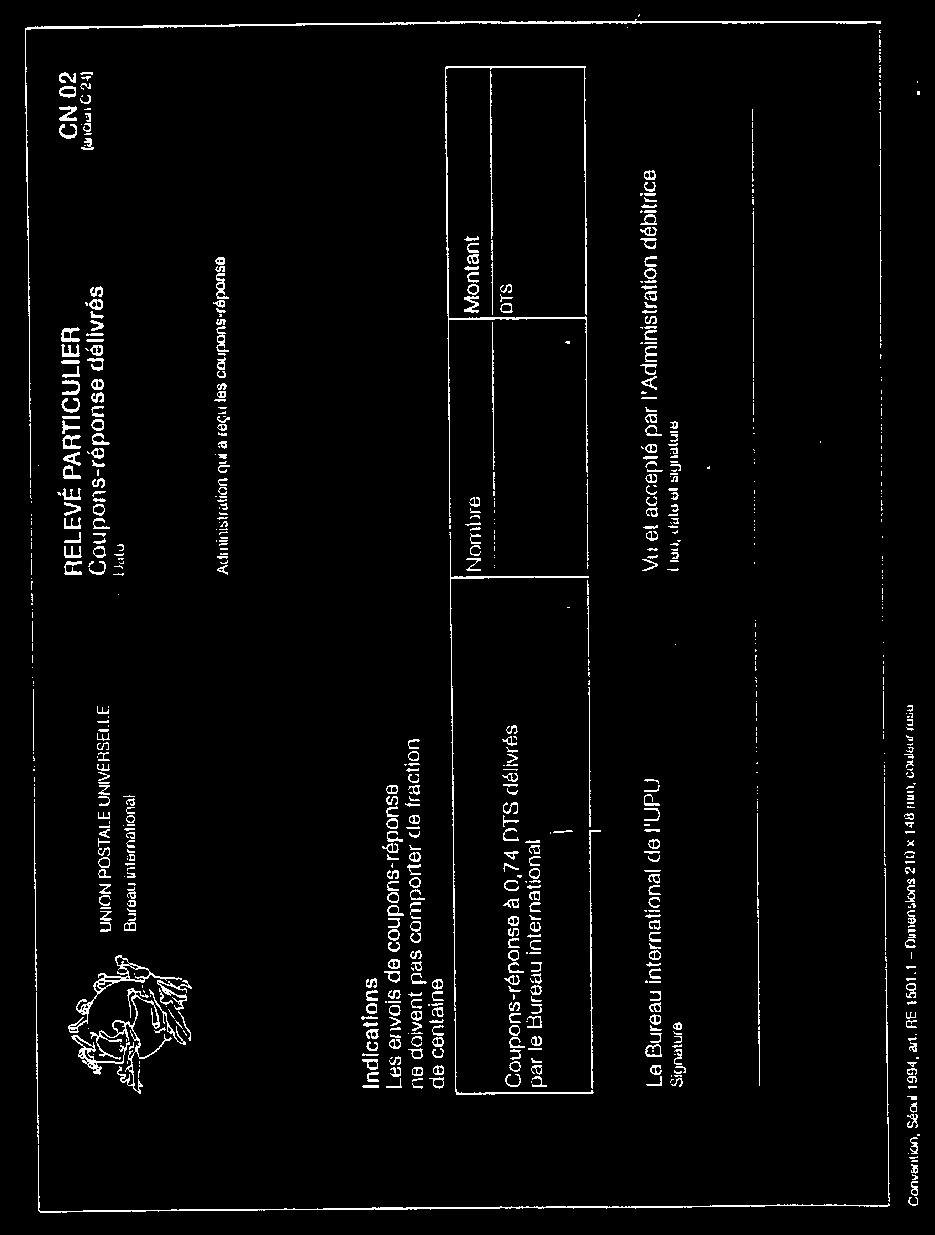 UNION POSTALE UNIVERSELLE
Bureau international
RELEVÉ PARTICULIER
Coupons-réponse délivrés
Date
CN 02
(ancien C 24)
Administration qui a reçu les coupons-réponse
Indications
Les envois de coupons-réponse
ne doivent pas comporter de fraction
de centaine
Nombre
Montant
Coupons-réponse à 0,74 DTS délivrés
par le Bureau international
DTS
Le Bureau international de l'UPU
Signature
Vu et accepté par l'Administration débitrice
Lieu, date et signature
Convention, Séoul 1994, art. RE 1501.1 – Dimensions 210 x 148 mm, couleur rose